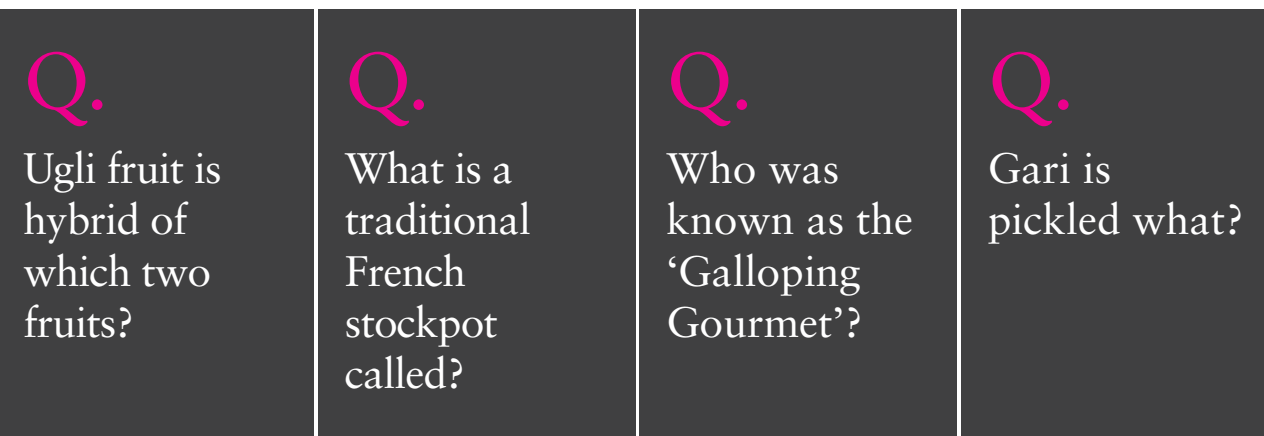 Q.
Ugli fruit is
hybrid of
which two
fruits?
Q.
What is a
traditional
French
stockpot
called?
Q.
Who was
known as the
‘Galloping
Gourmet’?
Q.
Gari is
pickled what?